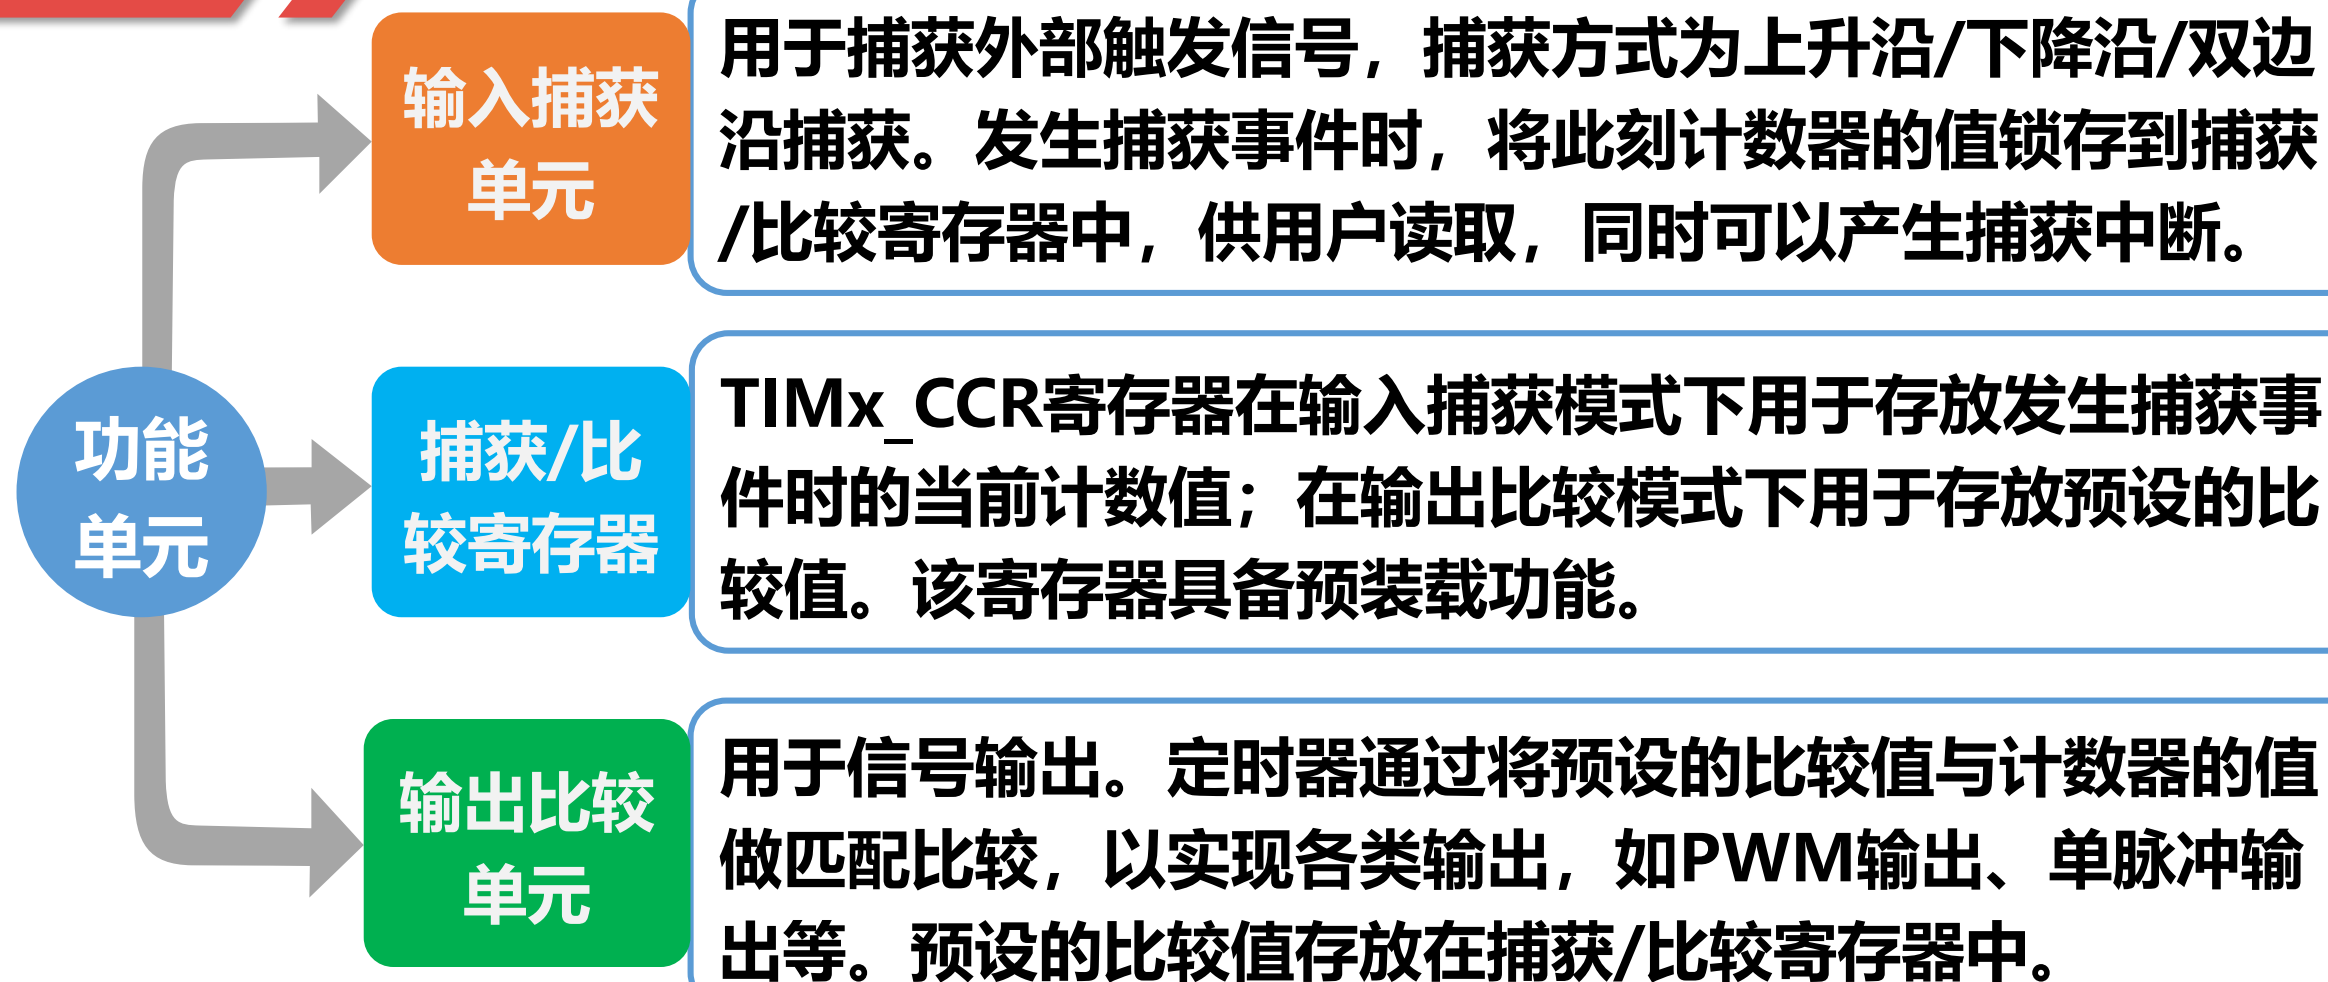 功能
单元
输入捕获
单元
用于捕获外部触发信号，捕获方式为上升沿/下降沿/双边
沿捕获。发生捕获事件时，将此刻计数器的值锁存到捕获
/比较寄存器中，供用户读取，同时可以产生捕获中断。
捕获/比
较寄存器
TIMx_CCR寄存器在输入捕获模式下用于存放发生捕获事
件时的当前计数值；在输出比较模式下用于存放预设的比
较值。该寄存器具备预装载功能。
输出比较
单元
用于信号输出。定时器通过将预设的比较值与计数器的值
做匹配比较，以实现各类输出，如PWM输出、单脉冲输
出等。预设的比较值存放在捕获/比较寄存器中。